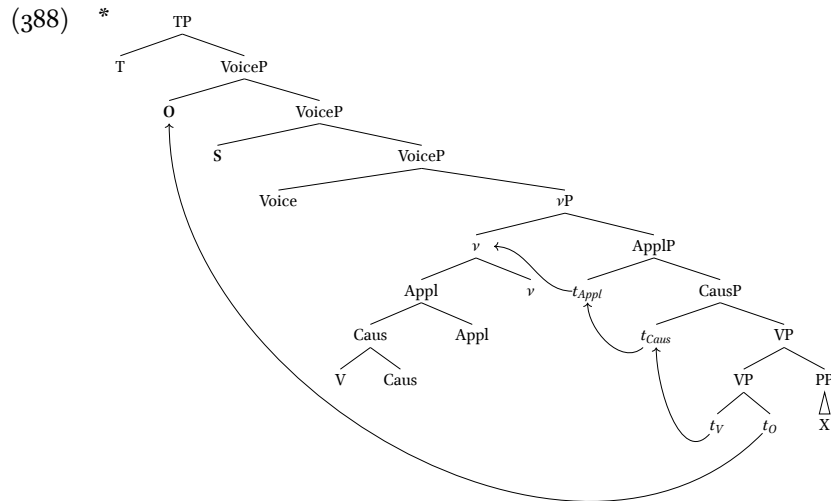 (388) *
TP
T VoiceP
O VoiceP
S VoiceP
Voice vP
v ApplP
Appl v t_Appl CausP
Caus Appl t_Caus VP
V Caus VP PP
t_V t_O X